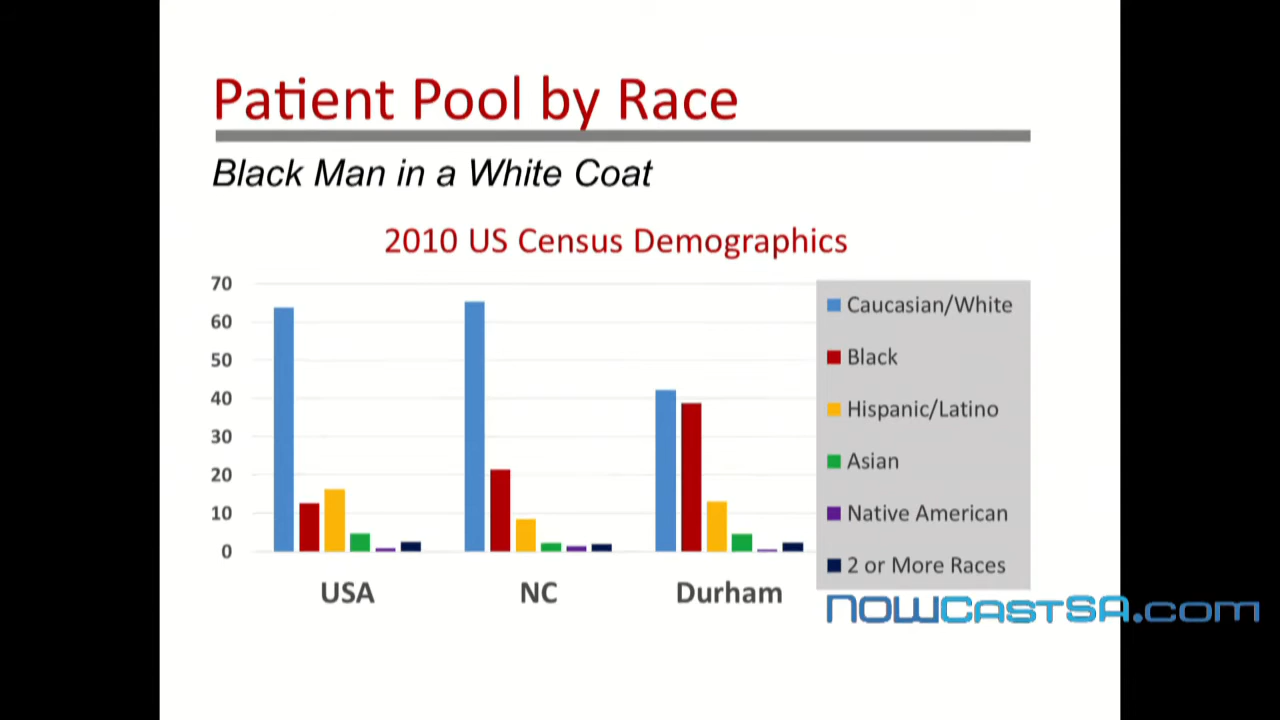 Patient Pool by Race
Black Man in a White Coat
2010 US Census Demographics
70
60
50
40
30
20
10
0
USA
NC
Durham
Caucasian/White
Black
Hispanic/Latino
Asian
Native American
2 or More Races
NOWCastSA.com